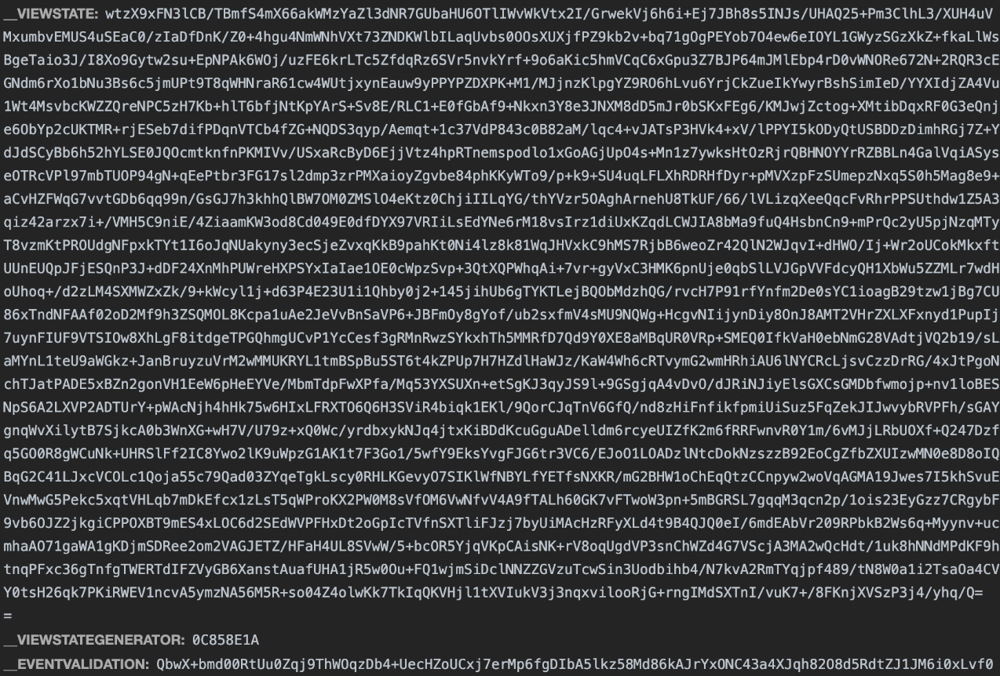 __VIEWSTATE: wtzX9xFN3lCB/TBmfS4mX66akWMzYaZl3dNR7GUbaHU6OTlIWvWkVtx2I/GrwekVj6h6i+Ej7JBh8s5INJs/UHAQ25+Pm3ClhL3/XUH4uV
MxumbvEMUS4uSEaC0/zIaDfDnK/Z0+4hgu4NmWNhVXt73ZNDKWlbILaqUvbs0OOsXUXjfPZ9kb2v+bq71gOgPEYob7O4ew6eIOYL1GWyzSGzXkZ+fkaLlWs
BgeTaio3J/I8Xo9Gytw2su+EpNPAk6WOj/uzFE6krLTc5ZfdqRz6SVr5nvkYrf+9o6aKic5hmVCqC6xGpu3Z7BJP64mJMlEbp4rD0vWNORe672N+2RQR3cE
GNdm6rXo1bNu3Bs6c5jmUPt9T8qWHNraR61cw4WUtjxynEauw9yPPYPZDXPK+M1/MJjnzKlpgYZ9RO6hLvu6YrjCkZueIkYwyrBshSimIeD/YYXIdjZA4Vu
1Wt4MsvbcKWZZQreNPC5zH7Kb+hlT6bfjNtKpYArS+Sv8E/RLC1+E0fGbAf9+Nkxn3Y8e3JNXM8dD5mJr0bSKxFEg6/KMJwjZctog+XMtibDqxRF0G3eQnj
e6ObYp2cUKTMR+rjESeb7difPDqnVTCb4fZG+NQDS3qyp/Aemqt+1c37VdP843c0B82aM/lqc4+vJATsP3HVk4+xV/lPPYI5kODyQtUSBDDzDimhRGj7Z+Y
dJdSCyBb6h52hYLSE0JQOcmtknfnPKMIVv/USxaRcByD6EjjVtz4hpRTnemspodlo1xGoAGjUpO4s+Mn1z7ywksHtOzRjrQBHNOYYrRZBBLn4GalVqiASys
eOTRcVPl97mbTUOP94gN+qEePtbr3FG17sl2dmp3zrPMXaioyZgvbe84phKKyWTo9/p+k9+SU4uqLFLXhRDRHfDyr+pMVXzpFzSUmepzNxq5S0h5Mag8e9+
aCvHZFWqG7vvtGDb6qq99n/GsGJ7h3khhQlBW7OM0ZMSlO4eKtz0ChjiIILqYG/thYVzr5OAghArnehU8TkUF/66/lVLizqXeeQqcFvRhrPPSUthdw1Z5A3
qiz42arzx7i+/VMH5C9niE/4ZiaamKW3od8Cd049E0dfDYX97VRIiLsEdYNe6rM18vsIrz1diUxKZqdLCWJIA8bMa9fuQ4HsbnCn9+mPrQc2yU5pjNzqMTy
T8vzmKtPROUdgNFpxkTYt1I6oJqNUakyny3ecSjeZvxqKkB9pahKt0Ni4lz8k81WqJHVxkC9hMS7RjbB6weoZr42QlN2WJqvI+dHWO/Ij+Wr2oUCokMkxft
UUnEUQpJFjESQnP3J+dDF24XnMhPUWreHXPSYxIaIae1OE0cWpzSvp+3QtXQPWhqAi+7vr+gyVxC3HMK6pnUje0qbSlLVJGpVVFdcyQH1XbWu5ZZMLr7wdH
oUhoq+/d2zLM4SXMWZxZk/9+kWcyl1j+d63P4E23U1i1Qhby0j2+145jihUb6gTYKTLejBQObMdzhQG/rvcH7P91rfYnfm2De0sYC1ioagB29tzw1jBg7CU
86xTndNFAAf02oD2Mf9h3ZSQMOL8Kcpa1uAe2JeVvBnSaVP6+JBFmOy8gYof/ub2sxfmV4sMU9NQWg+HcgvNIijynDiy8OnJ8AMT2VHrZXLXFxnyd1PupIj
7uynFIUF9VTSIOw8XhLgF8itdgeTPGQhmgUCvP1YcCesf3gRMnRwzSYkxhTh5MMRfD7Qd9Y0XE8aMBqUR0VRp+SMEQ0IfkVaH0ebNmG28VAdtjVQ2b19/sL
aMYnL1teU9aWGkz+JanBruyzuVrM2wMMUKRYL1tmBSpBu5ST6t4kZPUp7H7HZdlHaWJz/KaW4Wh6cRTvymG2wmHRhiAU6lNYCRcLjsvCzzDrRG/4xJtPgoN
chTJatPADE5xBZn2gonVH1EeW6pHeEYVe/MbmTdpFwXPfa/Mq53YXSUXn+etSgKJ3qyJS9l+9GSgjqA4vDvO/dJRiNJiyElsGXCsGMDbfwmojp+nv1loBES
NpS6A2LXVP2ADTUrY+pWAcNjh4hHk75w6HIxLFRXTO6Q6H3SViR4biqk1EKl/9QorCJqTnV6GfQ/nd8zHiFnfikfpmiUiSuz5FqZekJIJwvybRVPFh/sGAY
gnqWvXilytB7SjkcA0b3WnXG+wH7V/U79z+xQ0Wc/yrdbxykNJq4jtxKiBDdKcuGguADelldm6rcyeUIZfK2m6fRRFwnvR0Y1m/6vMJjLRbUOXf+Q247Dzf
q5GO0R8gWCuNk+UHRSlFf2IC8Ywo2lK9uWpzG1AK1t7F3Go1/5wfY9EksYvgFJG6tr3VC6/EJoO1LOADzlNtcDokNzszzB92EoCgZfbZXUIzwMN0e8D8oIQ
BqG2C41LJxcVCOLc1Qoja55c79Qad03ZYqeTgkLscy0RHLKGevyO7SIKlWfNBYLfYETfsNXKR/mG2BHW1oChEqQtzCCnpyw2woVqAGMA19Jwes7I5khSvuE
VnwMwG5Pekc5xqtVHLqb7mDkEfcx1zLsT5qWProKX2PW0M8sVfOM6VwNfvV4A9fTALh60GK7vFTwoW3pn+5mBGRSL7gqqM3qcn2p/1ois23EyGzz7CRgybF
9vb6OJZ2jkgiCPPOXBT9mES4xLOC6d2SEdWVPFHxDt2oGpIcTVfnSXTliFJzj7byUiMAcHzRFyXLd4t9B4QJQ0eI/6mdEAbVr209RPbkB2Ws6q+Myynv+uc
mhaAO71gaWA1gKDjmSDRee2om2VAGJETZ/HFaH4UL8SVwW/5+bcOR5YjqVKpCAisNK+rV8oqUgdVP3snChWZd4G7VScjA3MA2wQcHdt/1uk8hNNdMPdKF9h
tnqPFxc36gTnfgTWERTdIFZVyGB6XanstAuafUHA1jR5w0Ou+FQ1wjmSiDclNNZZGVzuTcwSin3Uodbihb4/N7kvA2RmTYqjpf489/tN8W0a1i2TsaOa4CV
Y0tsH26qk7PKiRWEV1ncvA5ymzNA56M5R+so04Z4olwKk7TkIqQKVHjl1tXVIukV3j3nqxvilooRjG+rngIMdSXTnI/vuK7+/8FKnjXVSzP3j4/yhq/Q=
=
__VIEWSTATEGENERATOR: 0C858E1A
__EVENTVALIDATION: QbwX+bmd00RtUu0Zqj9ThWOqzDb4+UecHZoUCxj7erMp6fgDIbA5lkz58Md86kAJrYxONC43a4XJqh82O8d5RdtZJ1JM6i0xLvf0